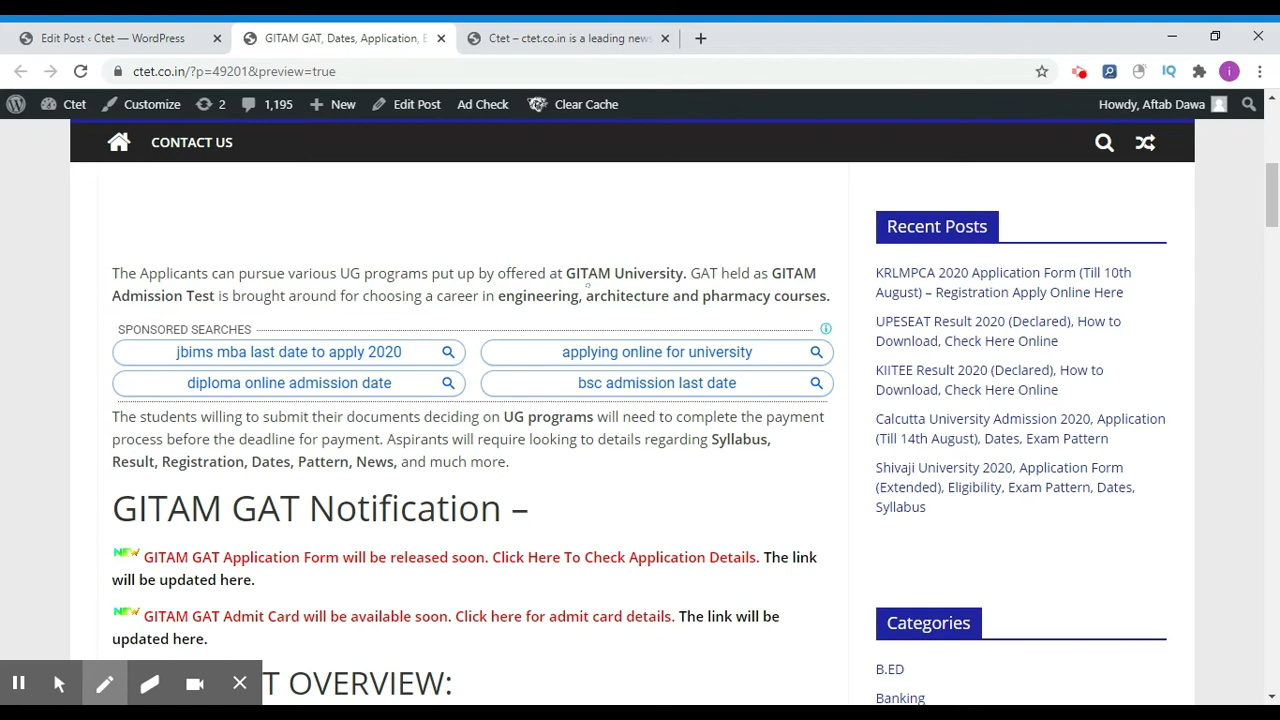 Edit Post ‹ Ctet — WordPress
GITAM GAT, Dates, Application, E
Ctet – ctet.co.in is a leading news
ctet.co.in/?p=49201&preview=true
IQ
i
Ctet
Customize
2
1,195
New
Edit Post
Ad Check
Clear Cache
Howdy, Aftab Dawa
CONTACT US
The Applicants can pursue various UG programs put up by offered at GITAM University. GAT held as GITAM
Admission Test is brought around for choosing a career in engineering, architecture and pharmacy courses.
SPONSORED SEARCHES
jbims mba last date to apply 2020
applying online for university
diploma online admission date
bsc admission last date
The students willing to submit their documents deciding on UG programs will need to complete the payment
process before the deadline for payment. Aspirants will require looking to details regarding Syllabus,
Result, Registration, Dates, Pattern, News, and much more.
GITAM GAT Notification –
NEW GITAM GAT Application Form will be released soon. Click Here To Check Application Details. The link
will be updated here.
NEW GITAM GAT Admit Card will be available soon. Click here for admit card details. The link will be
updated here.
T OVERVIEW:
Recent Posts
KRLMPCA 2020 Application Form (Till 10th
August) – Registration Apply Online Here
UPESEAT Result 2020 (Declared), How to
Download, Check Here Online
KIITEE Result 2020 (Declared), How to
Download, Check Here Online
Calcutta University Admission 2020, Application
(Till 14th August), Dates, Exam Pattern
Shivaji University 2020, Application Form
(Extended), Eligibility, Exam Pattern, Dates,
Syllabus
Categories
B.ED
Banking